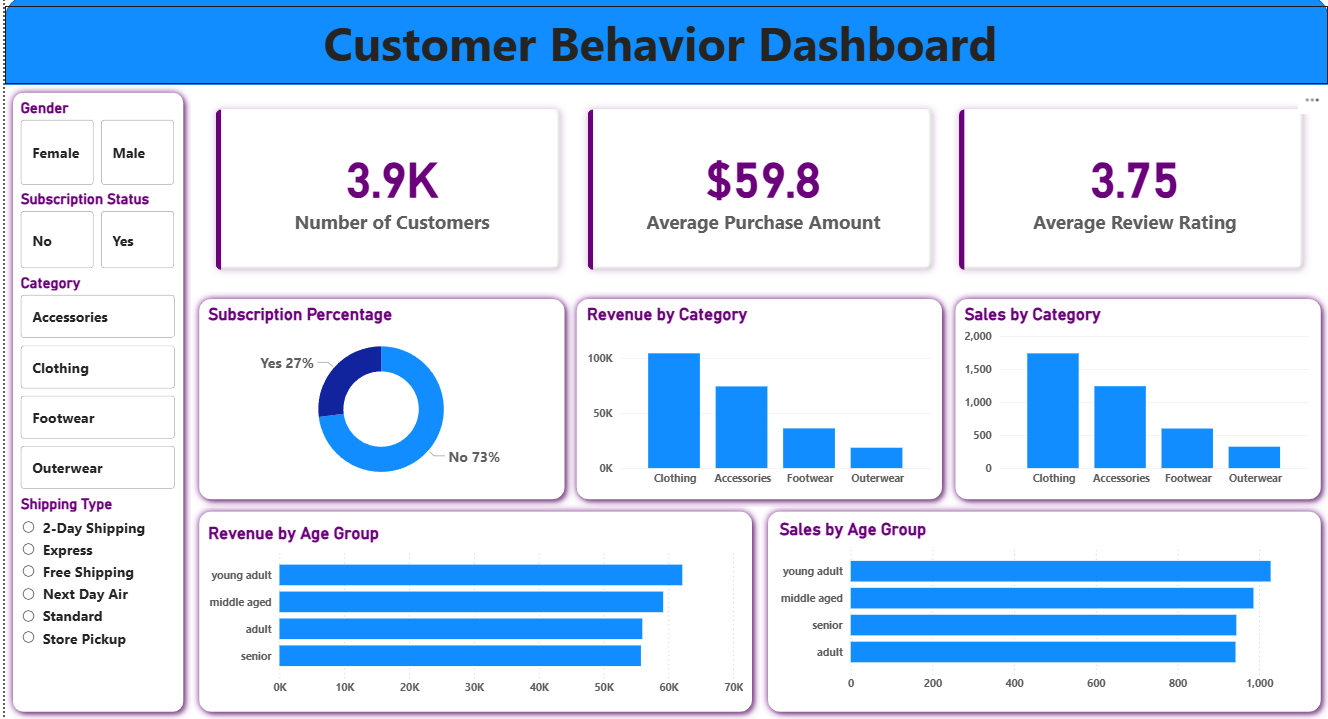 Customer Behavior Dashboard
Gender
Female
Male
Subscription Status
No
Yes
Category
Accessories
Clothing
Footwear
Outerwear
Shipping Type
2-Day Shipping
Express
Free Shipping
Next Day Air
Standard
Store Pickup
3.9K
Number of Customers
$59.8
Average Purchase Amount
3.75
Average Review Rating
Subscription Percentage
Yes 27%
No 73%
Revenue by Category
100K
50K
0K
Clothing Accessories Footwear Outerwear
Sales by Category
2,000
1,500
1,000
500
0
Clothing Accessories Footwear Outerwear
Revenue by Age Group
young adult
middle aged
adult
senior
0K 10K 20K 30K 40K 50K 60K 70K
Sales by Age Group
young adult
middle aged
senior
adult
0 200 400 600 800 1,000